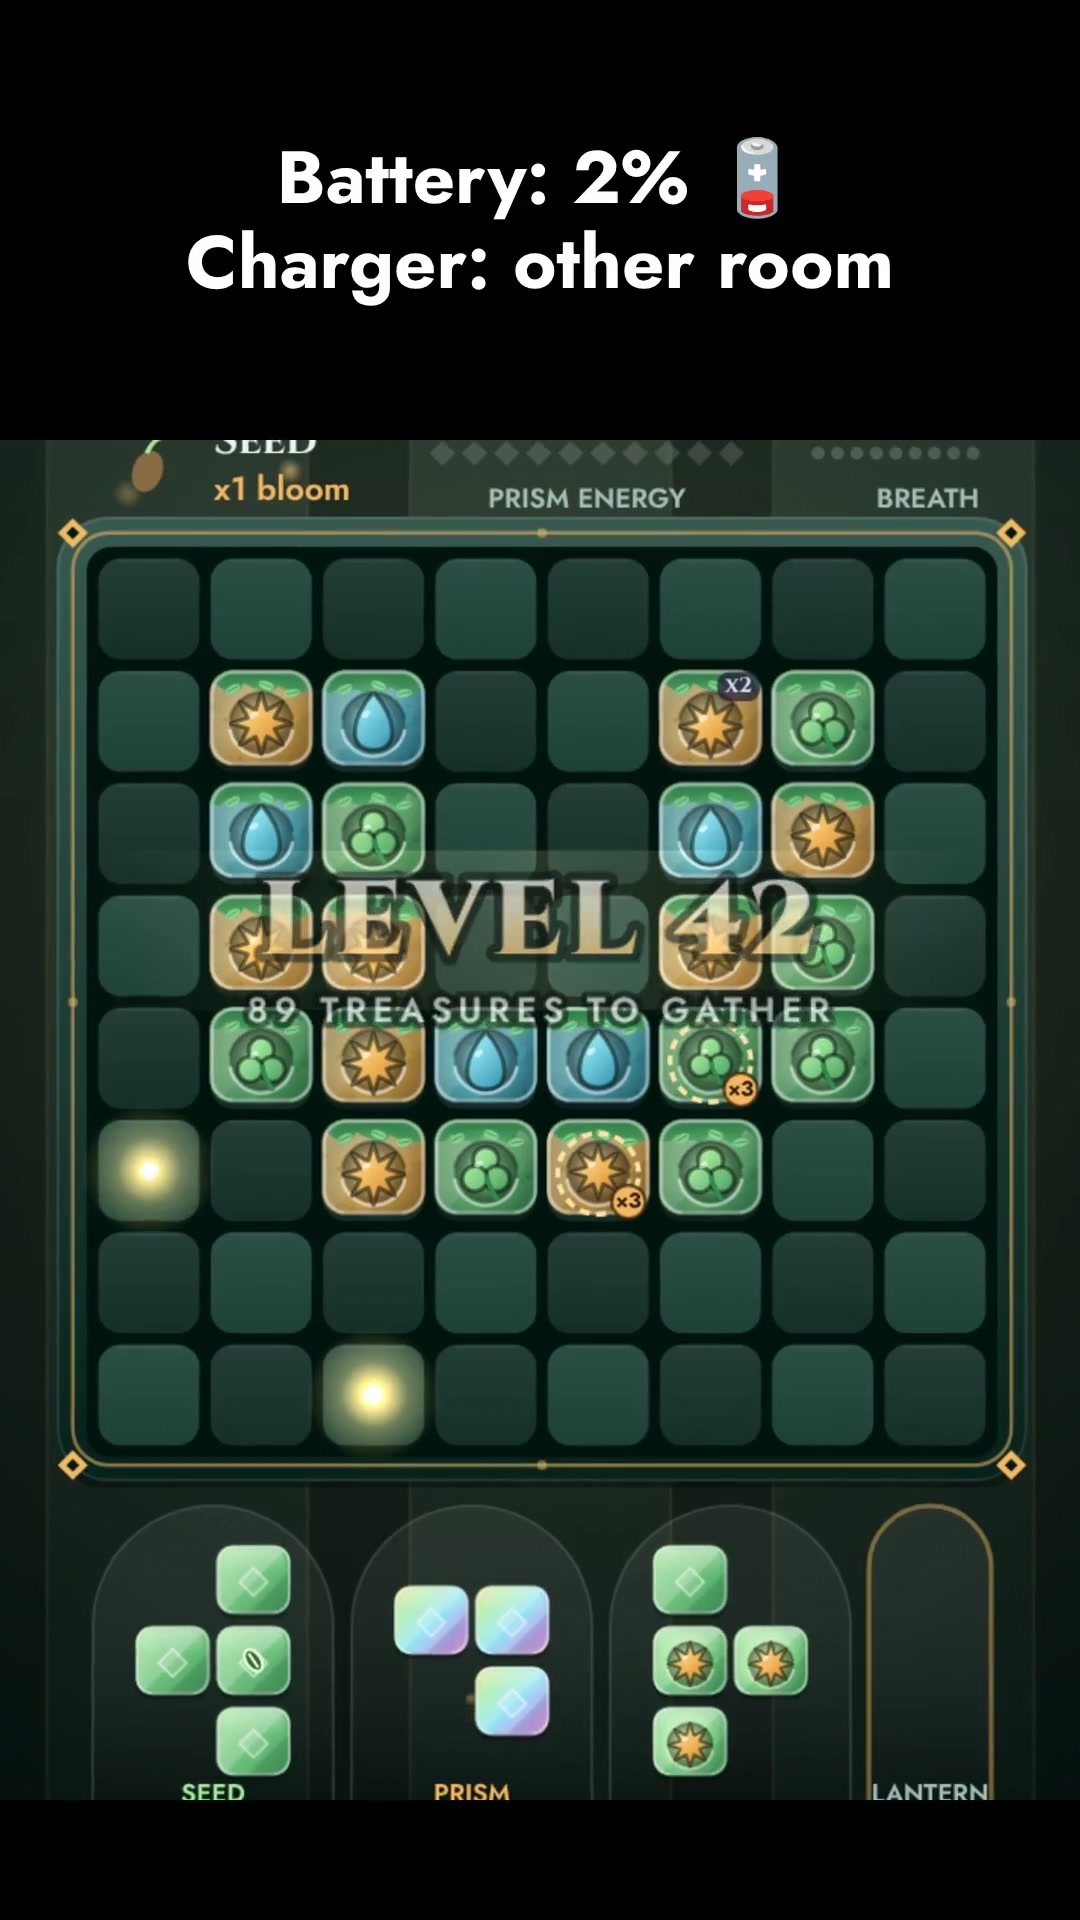 Battery: 2% 🪫
Charger: other room
SEED
x1 bloom
PRISM ENERGY
BREATH
X2
LEVEL 42
89 TREASURES TO GATHER
x3
x3
SEED
PRISM
LANTERN